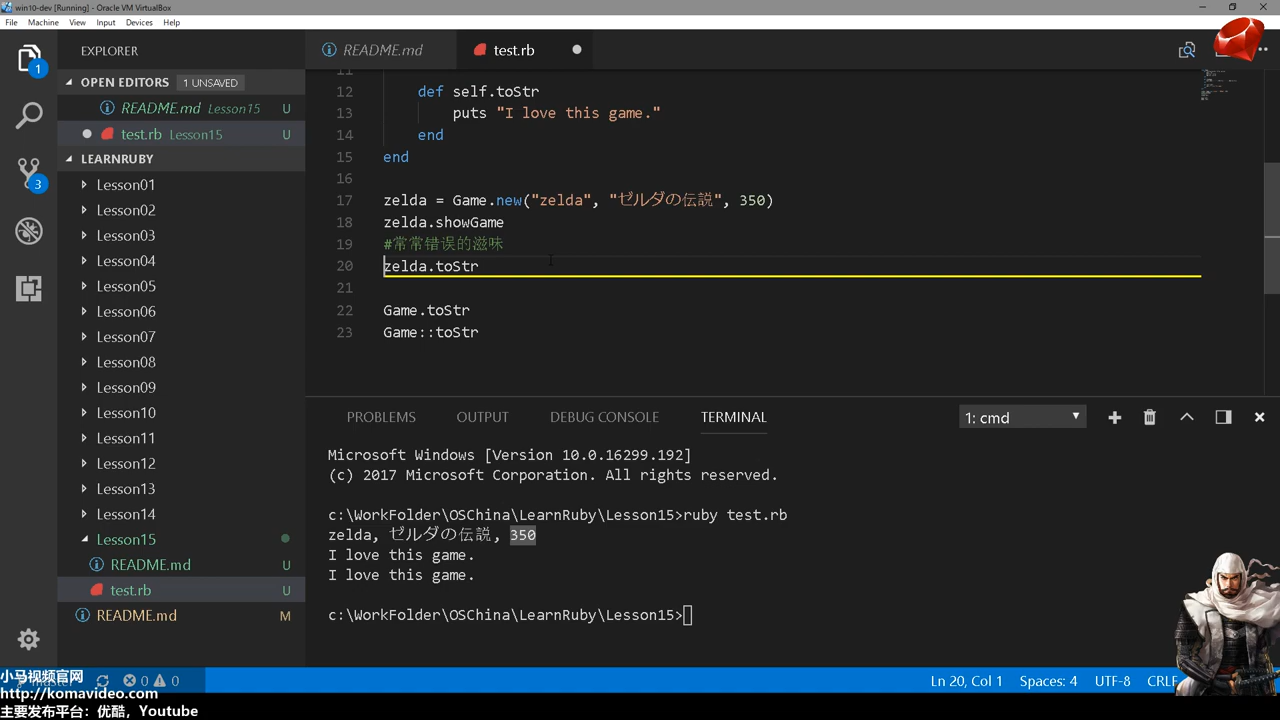 win10-dev [Running] - Oracle VM VirtualBox
File Machine View Input Devices Help
EXPLORER
OPEN EDITORS 1 UNSAVED
README.md Lesson15 U
test.rb Lesson15 U
LEARNRUBY
Lesson01
Lesson02
Lesson03
Lesson04
Lesson05
Lesson06
Lesson07
Lesson08
Lesson09
Lesson10
Lesson11
Lesson12
Lesson13
Lesson14
Lesson15
README.md U
test.rb U
README.md M
1
3
README.md test.rb
11
12 def self.toStr
13 puts "I love this game."
14 end
15 end
16
17 zelda = Game.new("zelda", "ゼルダの伝説", 350)
18 zelda.showGame
19 #常常错误的滋味
20 zelda.toStr
21
22 Game.toStr
23 Game::toStr
PROBLEMS OUTPUT DEBUG CONSOLE TERMINAL 1: cmd
Microsoft Windows [Version 10.0.16299.192]
(c) 2017 Microsoft Corporation. All rights reserved.
c:\WorkFolder\OSChina\LearnRuby\Lesson15>ruby test.rb
zelda, ゼルダの伝説, 350
I love this game.
I love this game.
c:\WorkFolder\OSChina\LearnRuby\Lesson15>
小马视频官网
http://komavideo.com
主要发布平台：优酷，Youtube
0 0 Ln 20, Col 1 Spaces: 4 UTF-8 CRLF